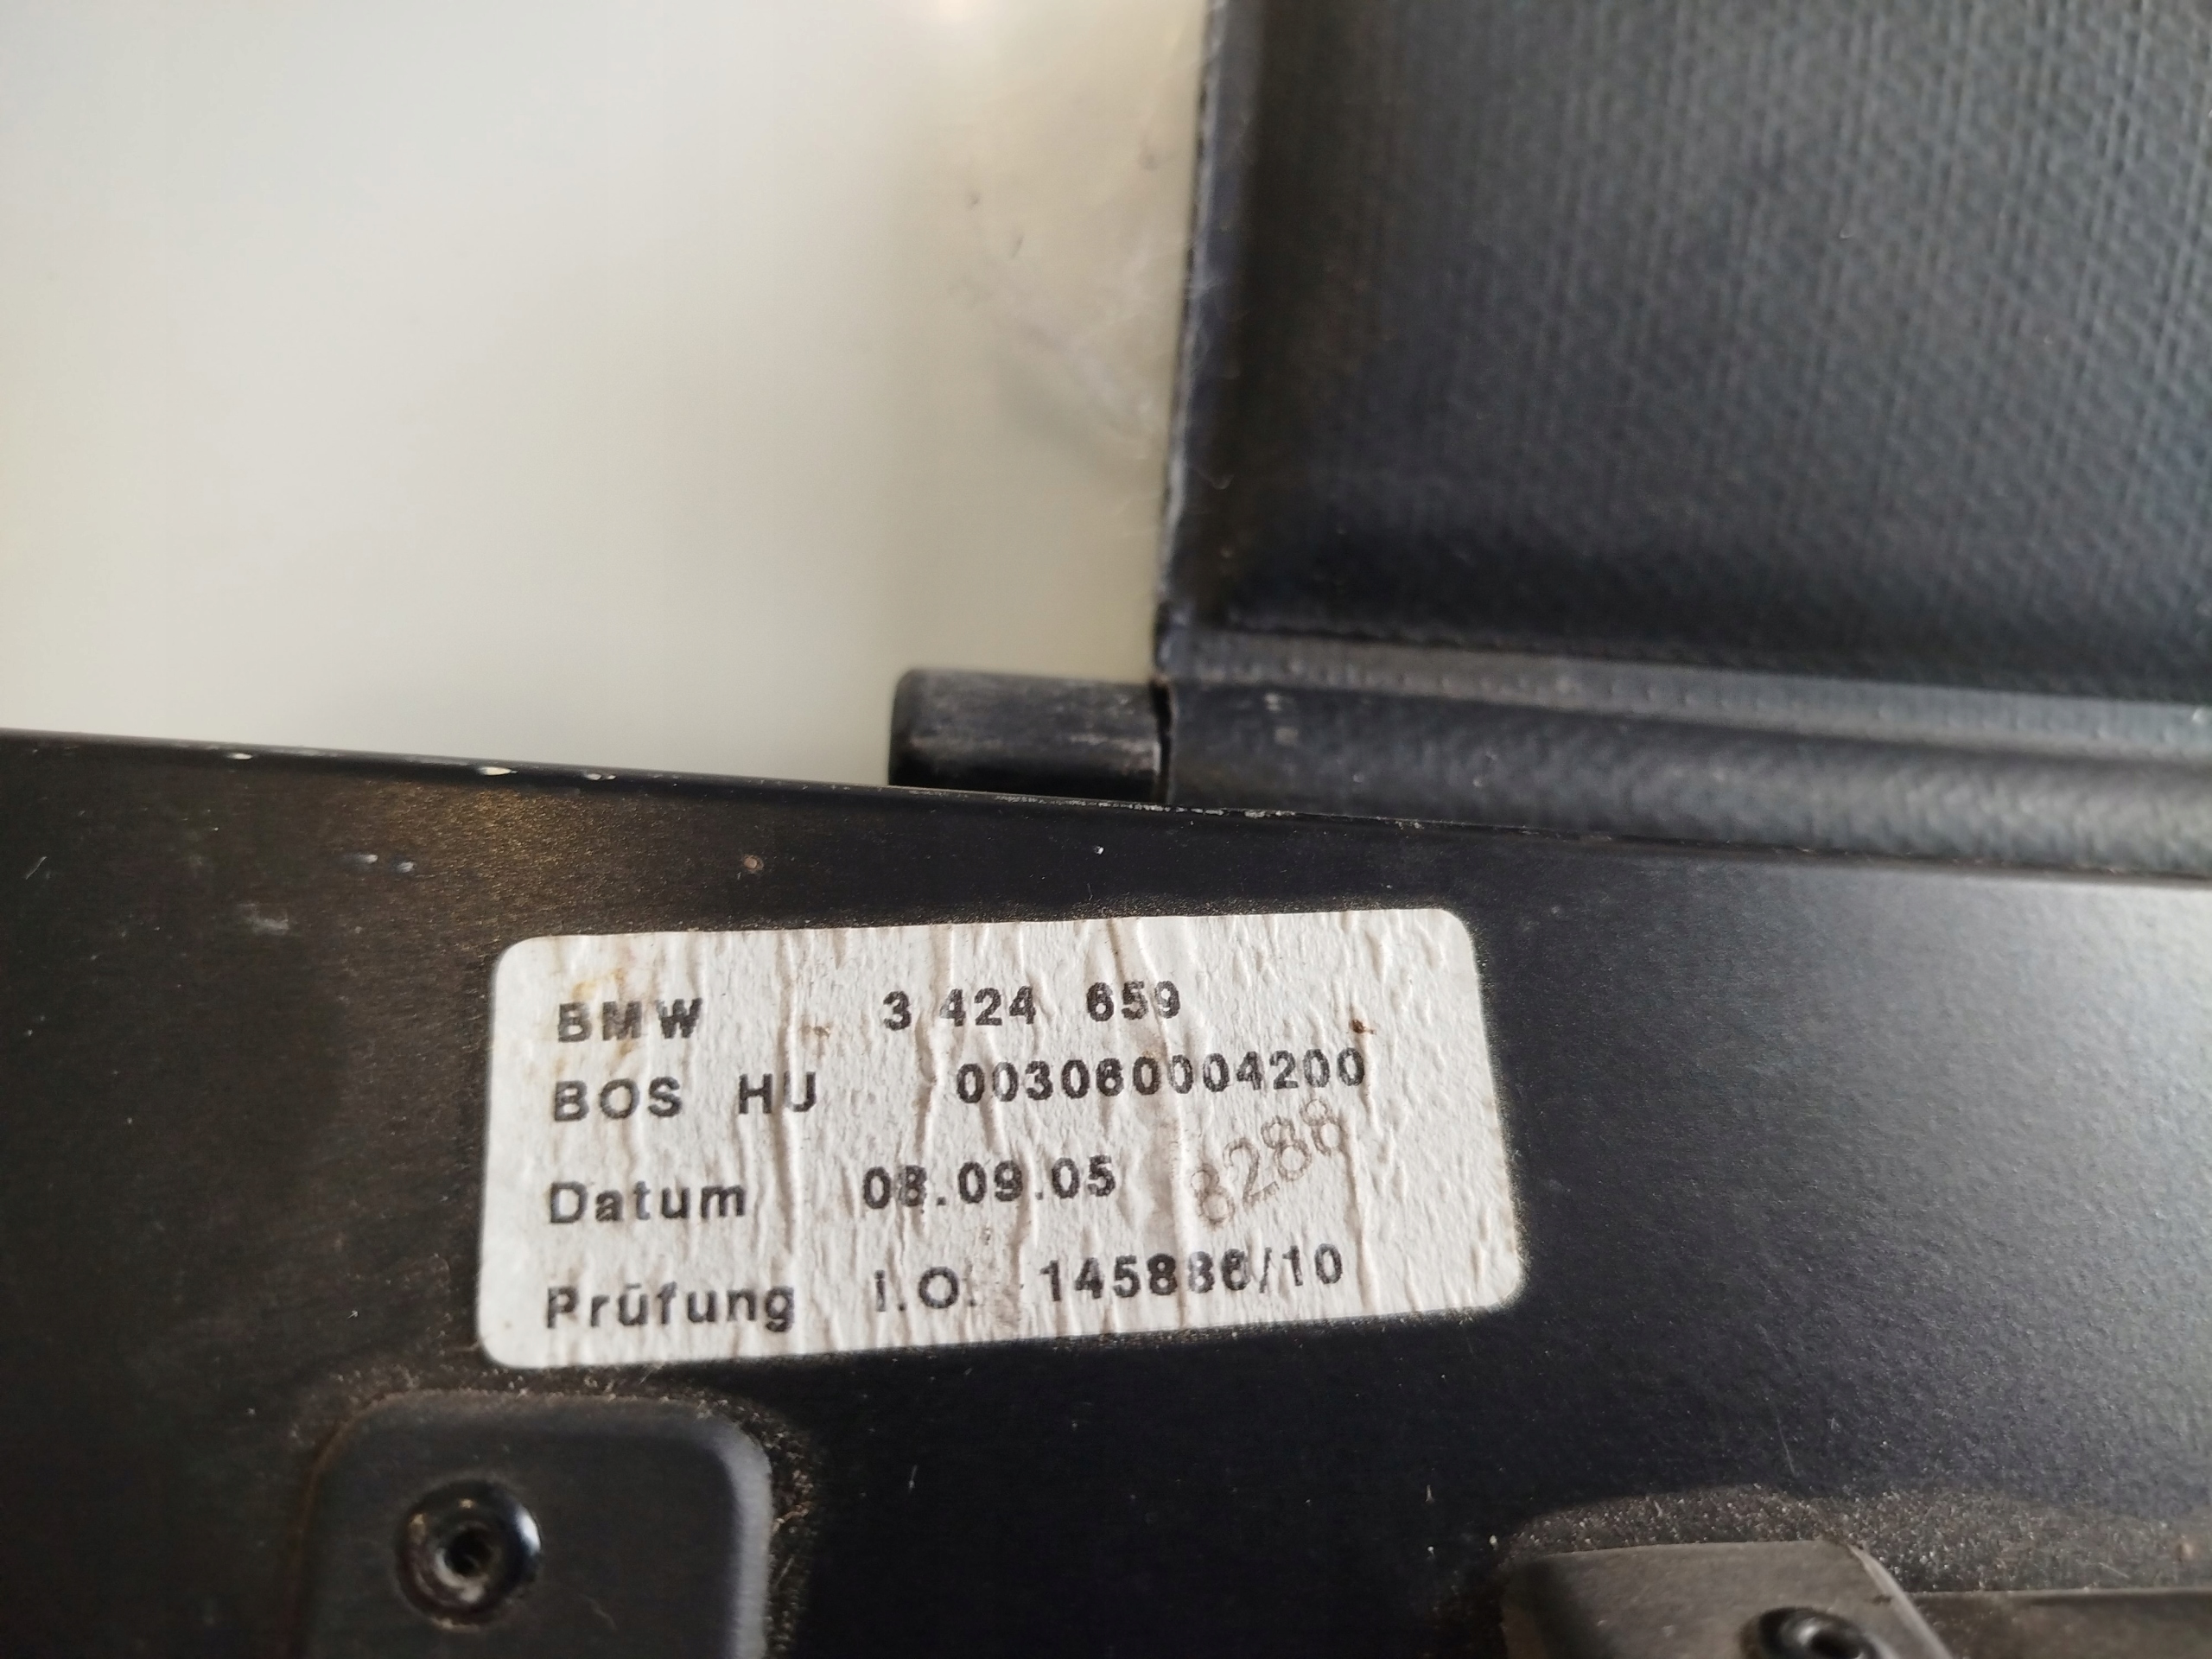 BMW 3 424 659
BOS HU 003060004200
Datum 08.09.05
8288
Prüfung I.O. 145886/10